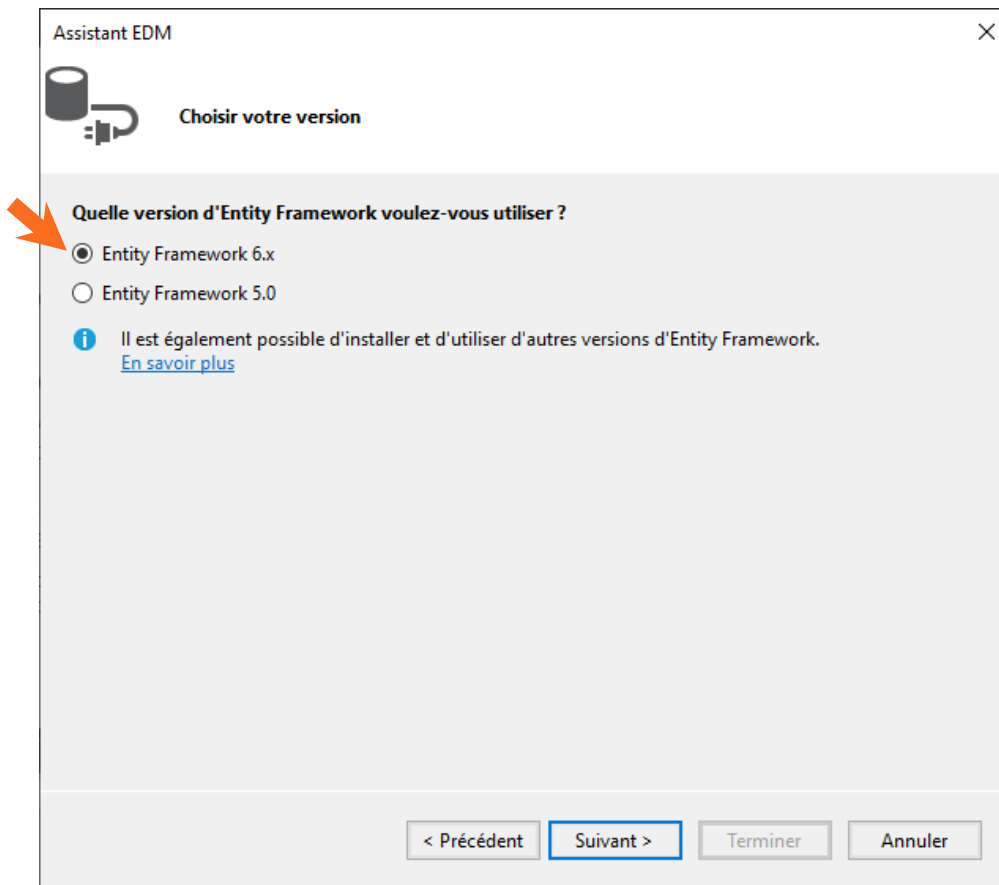 Assistant EDM
Choisir votre version
Quelle version d'Entity Framework voulez-vous utiliser ?
Entity Framework 6.x
Entity Framework 5.0
Il est également possible d'installer et d'utiliser d'autres versions d'Entity Framework.
En savoir plus
< Précédent
Suivant >
Terminer
Annuler